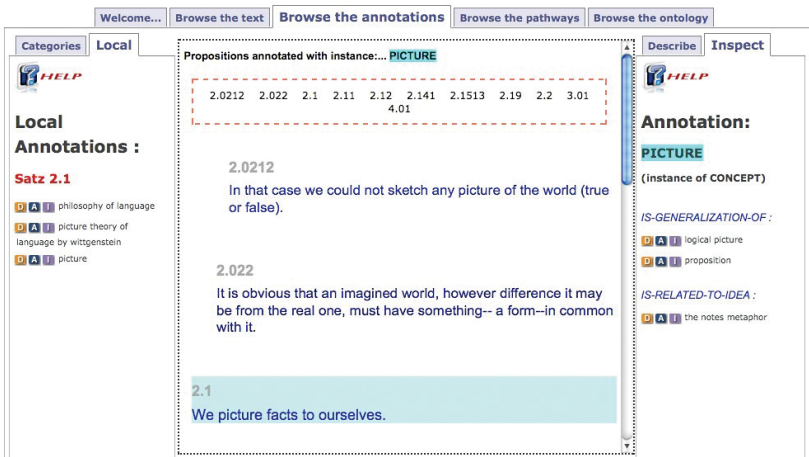 Welcome... Browse the text Browse the annotations Browse the pathways Browse the ontology
Categories Local
HELP
Local
Annotations :
Satz 2.1
D A I philosophy of language
D A I picture theory of
language by wittgenstein
D A I picture
Propositions annotated with instance:... PICTURE
2.0212 2.022 2.1 2.11 2.12 2.141 2.1513 2.19 2.2 3.01
4.01
2.0212
In that case we could not sketch any picture of the world (true
or false).
2.022
It is obvious that an imagined world, however difference it may
be from the real one, must have something-- a form--in common
with it.
2.1
We picture facts to ourselves.
Describe Inspect
HELP
Annotation:
PICTURE
(instance of CONCEPT)
IS-GENERALIZATION-OF :
D A I logical picture
D A I proposition
IS-RELATED-TO-IDEA :
D A I the notes metaphor